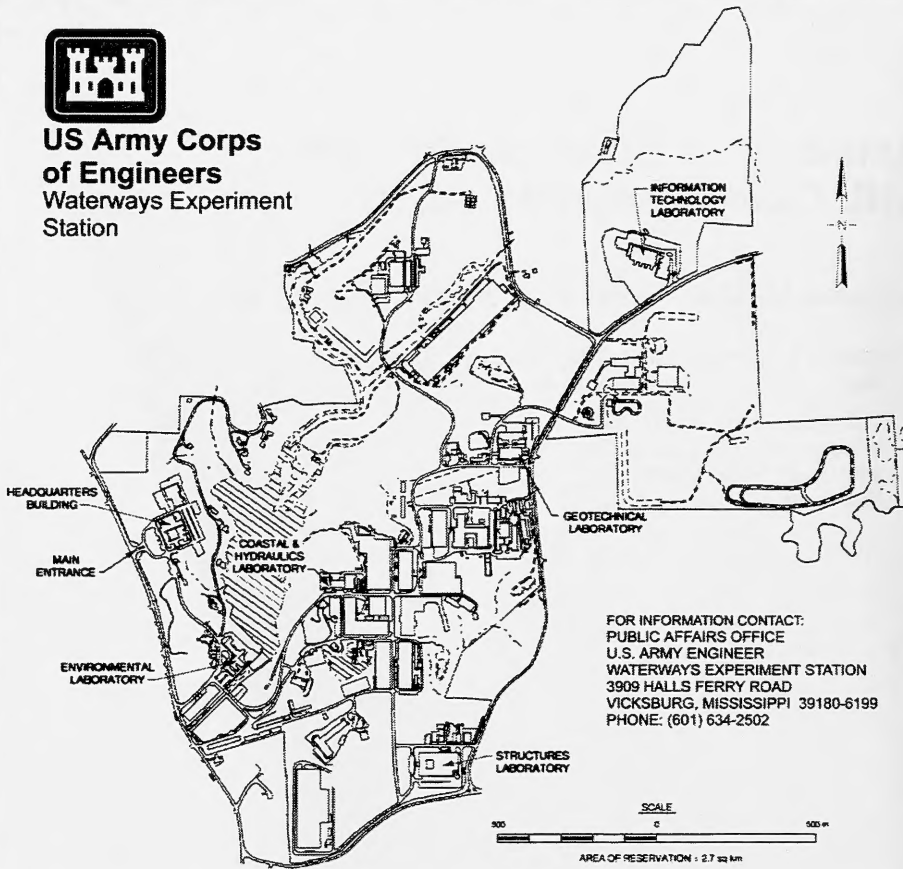 US Army Corps
of Engineers
Waterways Experiment
Station
INFORMATION
TECHNOLOGY
LABORATORY
N
HEADQUARTERS
BUILDING
MAIN
ENTRANCE
COASTAL &
HYDRAULICS
LABORATORY
GEOTECHNICAL
LABORATORY
ENVIRONMENTAL
LABORATORY
STRUCTURES
LABORATORY
FOR INFORMATION CONTACT:
PUBLIC AFFAIRS OFFICE
U.S. ARMY ENGINEER
WATERWAYS EXPERIMENT STATION
3909 HALLS FERRY ROAD
VICKSBURG, MISSISSIPPI 39180-6199
PHONE: (601) 634-2502
SCALE
500 0 500 m
AREA OF RESERVATION : 2.7 sq km